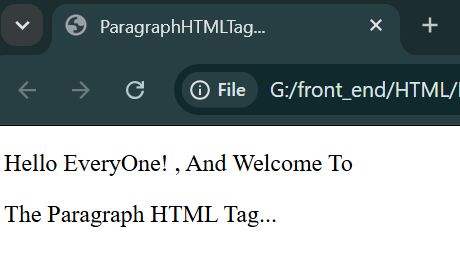 ParagraphHTMLTag...
File G:/front_end/HTML/
Hello EveryOne! , And Welcome To
The Paragraph HTML Tag...